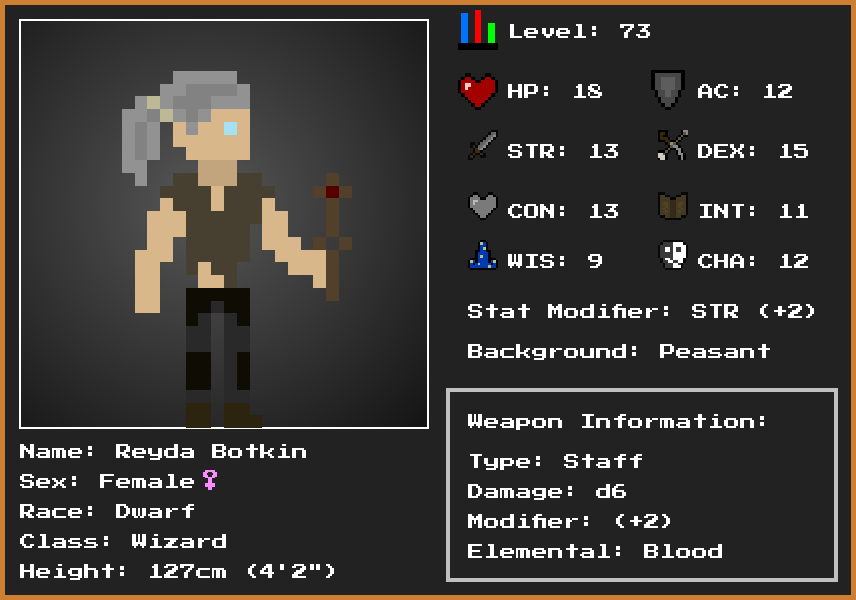 Level: 73
HP: 18 AC: 12
STR: 13 DEX: 15
CON: 13 INT: 11
WIS: 9 CHA: 12
Stat Modifier: STR (+2)
Background: Peasant
Weapon Information:
Type: Staff
Damage: d6
Modifier: (+2)
Elemental: Blood
Name: Reyda Botkin
Sex: Female♀
Race: Dwarf
Class: Wizard
Height: 127cm (4'2")